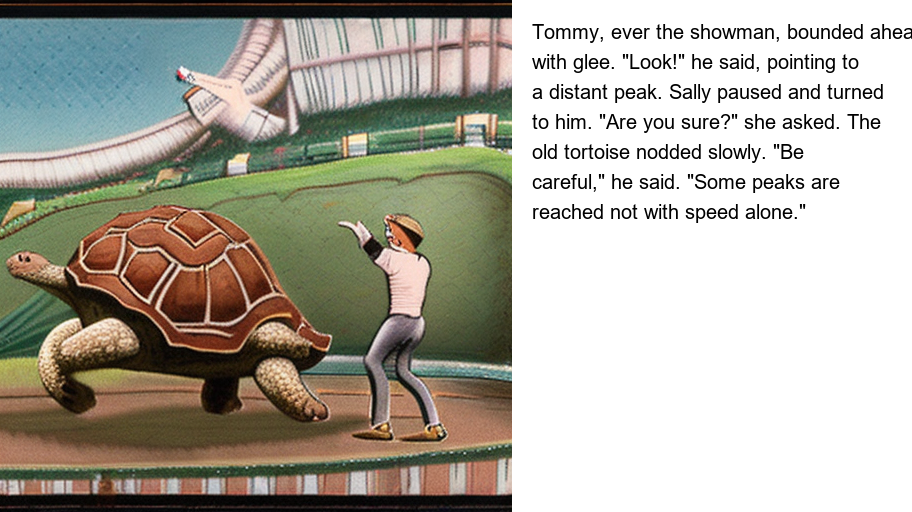 Tommy, ever the showman, bounded ahea
with glee. "Look!" he said, pointing to
a distant peak. Sally paused and turned
to him. "Are you sure?" she asked. The
old tortoise nodded slowly. "Be
careful," he said. "Some peaks are
reached not with speed alone."